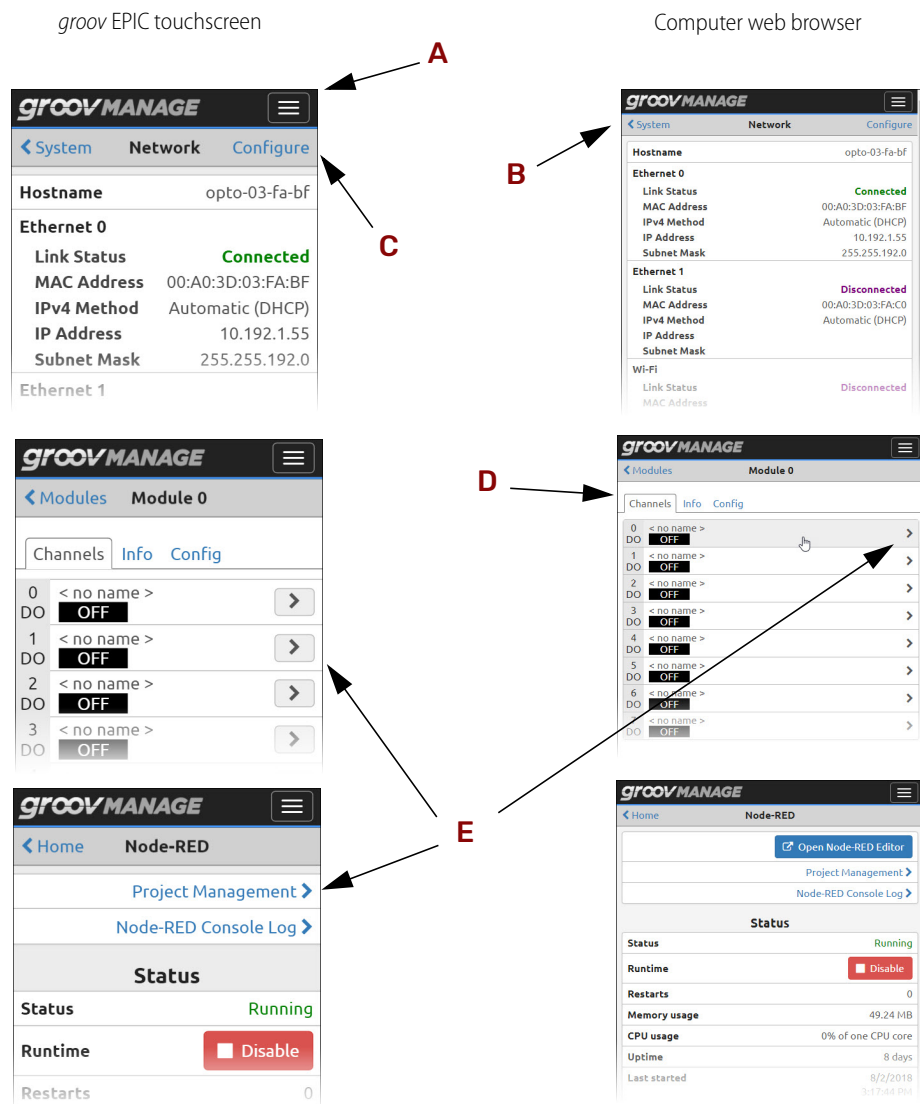 groov EPIC touchscreen
Computer web browser
A
groovMANAGE
System Network Configure
Hostname opto-03-fa-bf
Ethernet 0
Link Status Connected
MAC Address 00:A0:3D:03:FA:BF
IPv4 Method Automatic (DHCP)
IP Address 10.192.1.55
Subnet Mask 255.255.192.0
Ethernet 1
B
C
groovMANAGE
System Network Configure
Hostname opto-03-fa-bf
Ethernet 0
Link Status Connected
MAC Address 00:A0:3D:03:FA:BF
IPv4 Method Automatic (DHCP)
IP Address 10.192.1.55
Subnet Mask 255.255.192.0
Ethernet 1
Link Status Disconnected
MAC Address 00:A0:3D:03:FA:C0
IPv4 Method Automatic (DHCP)
IP Address
Subnet Mask
Wi-Fi
Link Status Disconnected
MAC Address
groovMANAGE
Modules Module 0
Channels Info Config
0 < no name >
DO OFF
1 < no name >
DO OFF
2 < no name >
DO OFF
3 < no name >
DO OFF
D
groovMANAGE
Modules Module 0
Channels Info Config
0 < no name >
DO OFF
1 < no name >
DO OFF
2 < no name >
DO OFF
3 < no name >
DO OFF
4 < no name >
DO OFF
5 < no name >
DO OFF
6 < no name >
DO OFF
7 < no name >
DO OFF
E
groovMANAGE
Home Node-RED
Project Management
Node-RED Console Log
Status
Status Running
Runtime Disable
Restarts 0
groovMANAGE
Home Node-RED
Open Node-RED Editor
Project Management
Node-RED Console Log
Status
Status Running
Runtime Disable
Restarts 0
Memory usage 49.24 MB
CPU usage 0% of one CPU core
Uptime 8 days
Last started 8/2/2018
3:17:44 PM